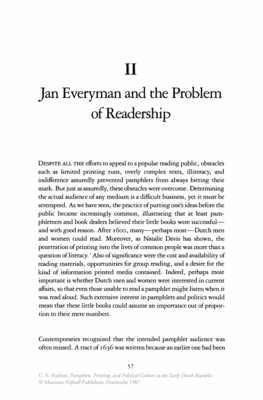 II
Jan Everyman and the Problem
of Readership
DESPITE ALL THE efforts to appeal to a popular reading public, obstacles
such as limited printing runs, overly complex texts, illiteracy, and
indifference assuredly prevented pamphlets from always hitting their
mark. But just as assuredly, these obstacles were overcome. Determining
the actual audience of any medium is a difficult business, yet it must be
attempted. As we have seen, the practice of putting one's ideas before the
public became increasingly common, illustrating that at least pam-
phleteers and book dealers believed their little books were successful—
and with good reason. After 1600, many—perhaps most—Dutch men
and women could read. Moreover, as Natalie Davis has shown, the
penetration of printing into the lives of common people was more than a
question of literacy.¹ Also of significance were the cost and availability of
reading materials, opportunities for group reading, and a desire for the
kind of information printed media contained. Indeed, perhaps most
important is whether Dutch men and women were interested in current
affairs, so that even those unable to read a pamphlet might listen when it
was read aloud. Such extensive interest in pamphlets and politics would
mean that these little books could assume an importance out of propor-
tion to their mere numbers.
Contemporaries recognized that the intended pamphlet audience was
often missed. A tract of 1636 was written because an earlier one had been
57
C. E. Harline, Pamphlets, Printing, and Political Culture in the Early Dutch Republic
© Martinus Nijhoff Publishers, Dordrecht 1987